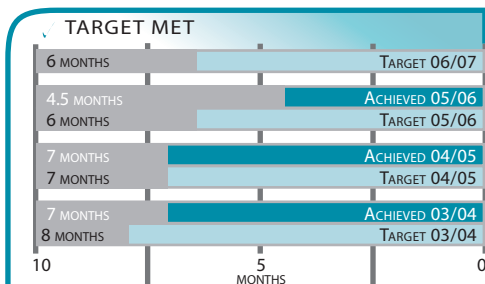 TARGET MET
6 MONTHS TARGET 06/07
4.5 MONTHS ACHIEVED 05/06
6 MONTHS TARGET 05/06
7 MONTHS ACHIEVED 04/05
7 MONTHS TARGET 04/05
7 MONTHS ACHIEVED 03/04
8 MONTHS TARGET 03/04
10 5 0
MONTHS